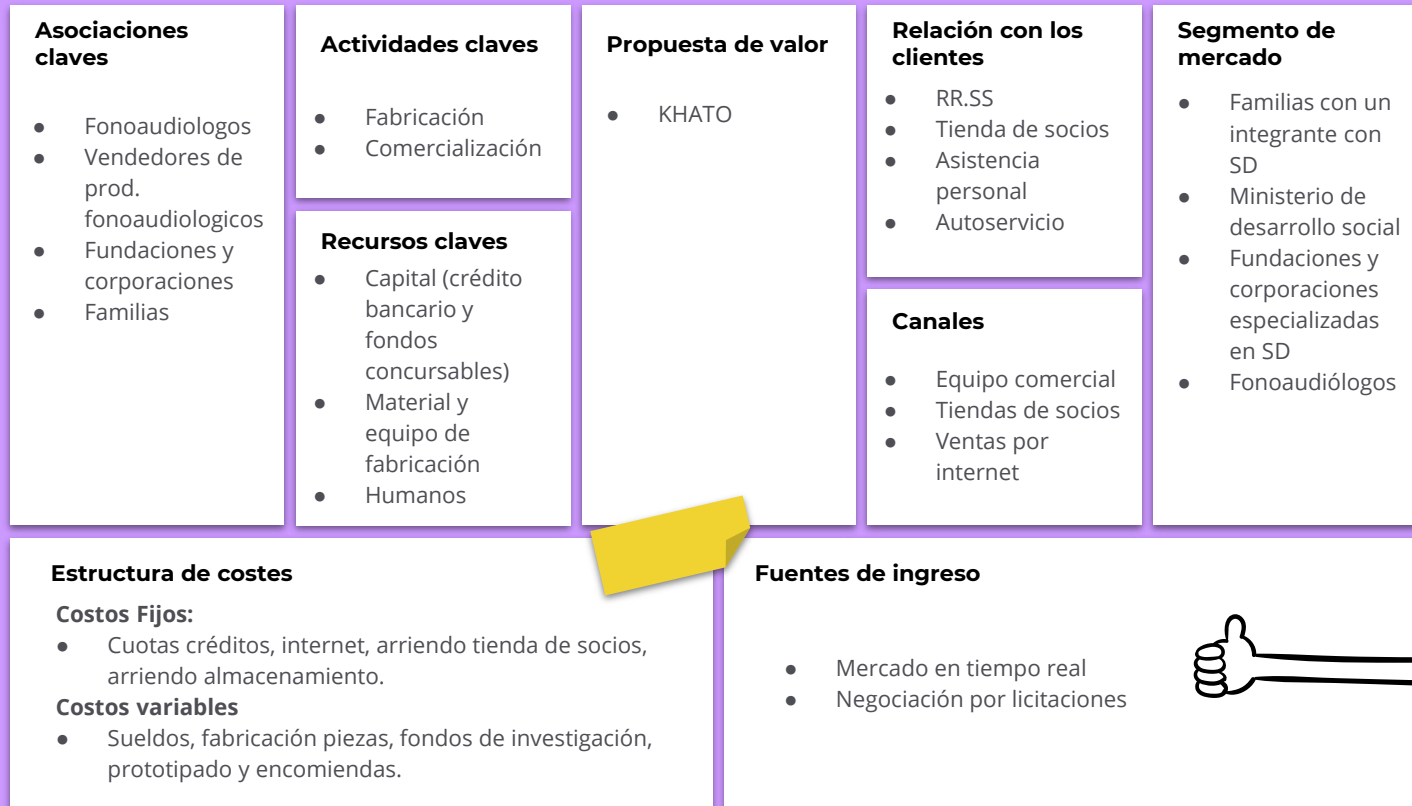 Asociaciones
claves
● Fonoaudiologos
● Vendedores de
prod.
fonoaudiologicos
● Fundaciones y
corporaciones
● Familias
Actividades claves
● Fabricación
● Comercialización
Recursos claves
● Capital (crédito
bancario y
fondos
concursables)
● Material y
equipo de
fabricación
● Humanos
Propuesta de valor
● KHATO
Relación con los
clientes
● RR.SS
● Tienda de socios
● Asistencia
personal
● Autoservicio
Canales
● Equipo comercial
● Tiendas de socios
● Ventas por
internet
Segmento de
mercado
● Familias con un
integrante con
SD
● Ministerio de
desarrollo social
● Fundaciones y
corporaciones
especializadas
en SD
● Fonoaudiólogos
Estructura de costes
Costos Fijos:
● Cuotas créditos, internet, arriendo tienda de socios,
arriendo almacenamiento.
Costos variables
● Sueldos, fabricación piezas, fondos de investigación,
prototipado y encomiendas.
Fuentes de ingreso
● Mercado en tiempo real
● Negociación por licitaciones